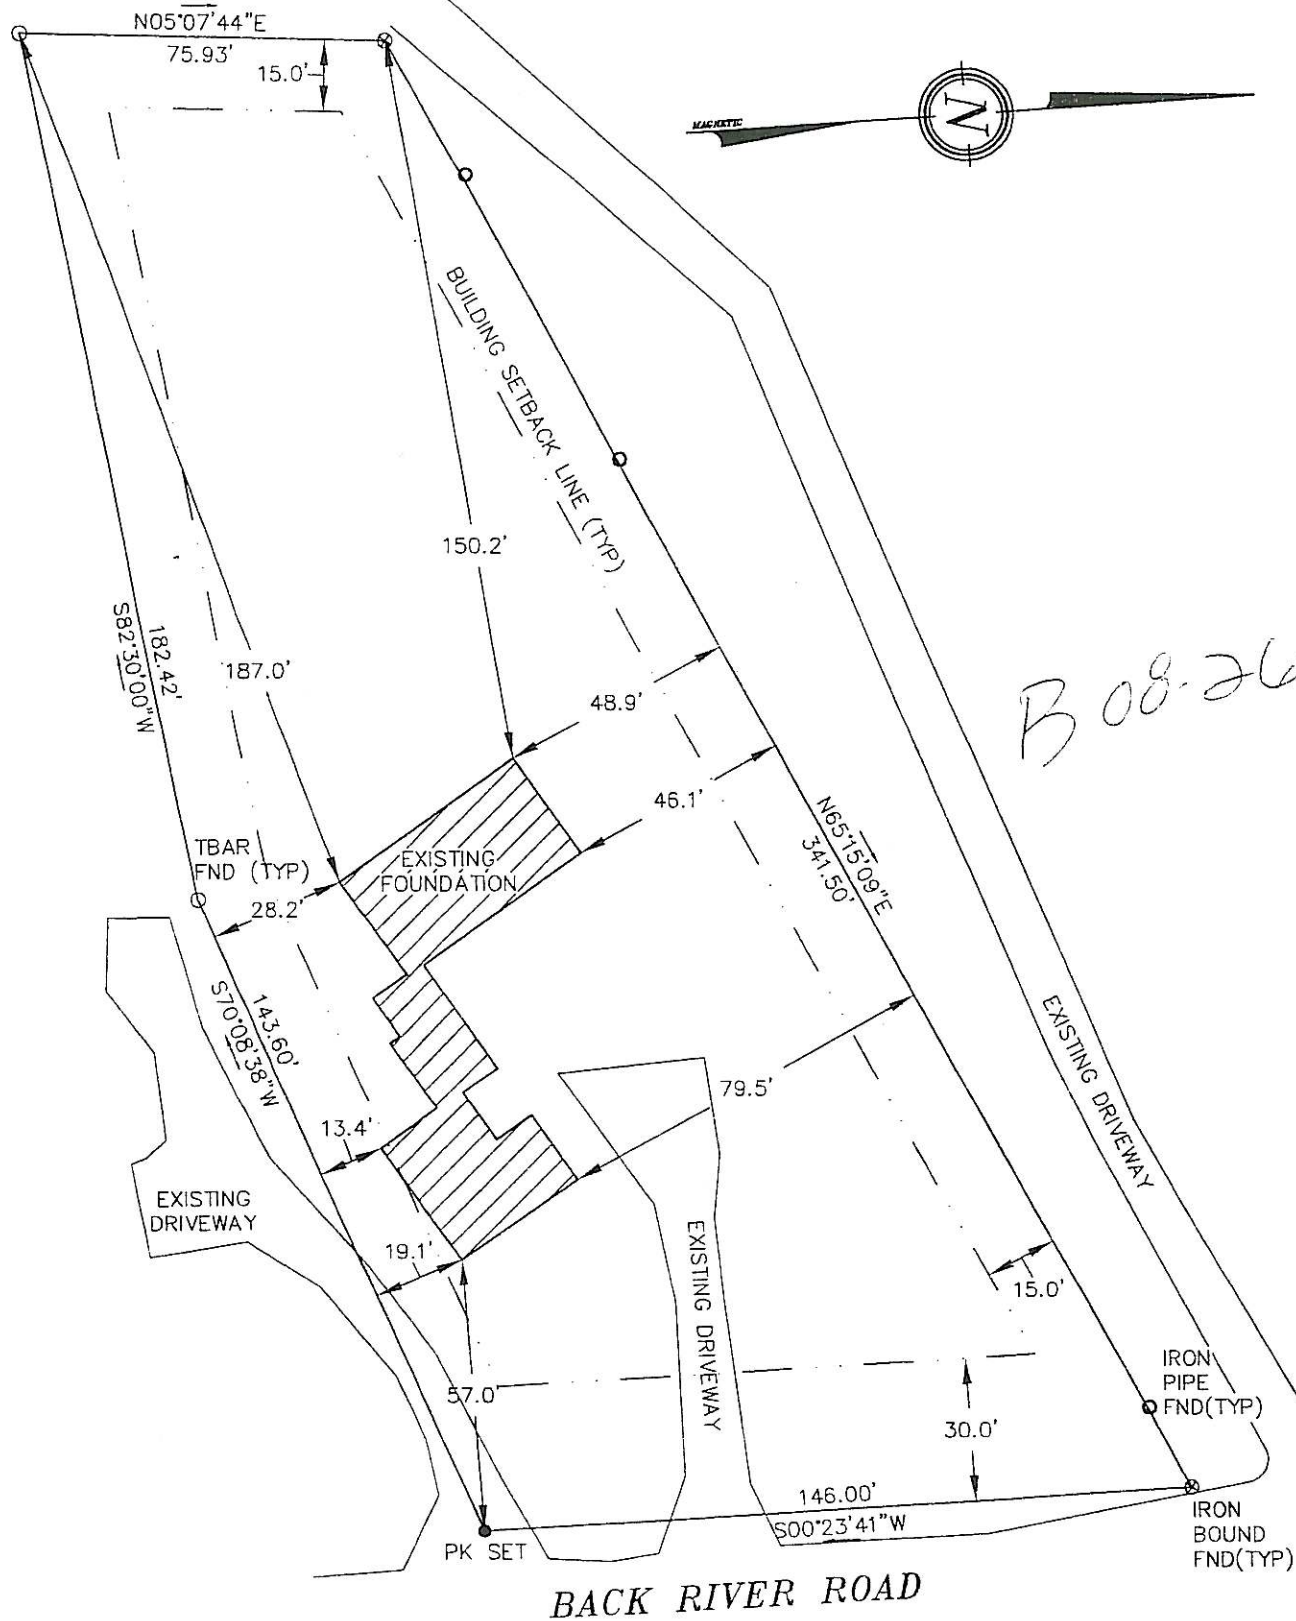 N05°07'44"E
75.93'
15.0'
MAGNETIC
N
BUILDING SETBACK LINE (TYP)
150.2'
182.42'
S82°30'00"W
187.0'
48.9'
46.1'
B 08-26
N65°15'09"E
341.50'
TBAR
FND (TYP)
EXISTING
FOUNDATION
28.2'
143.60'
S70°08'38"W
EXISTING DRIVEWAY
79.5'
13.4'
EXISTING
DRIVEWAY
19.1'
EXISTING DRIVEWAY
15.0'
57.0'
IRON
PIPE
FND(TYP)
30.0'
146.00'
S00°23'41"W
PK SET
IRON
BOUND
FND(TYP)
BACK RIVER ROAD